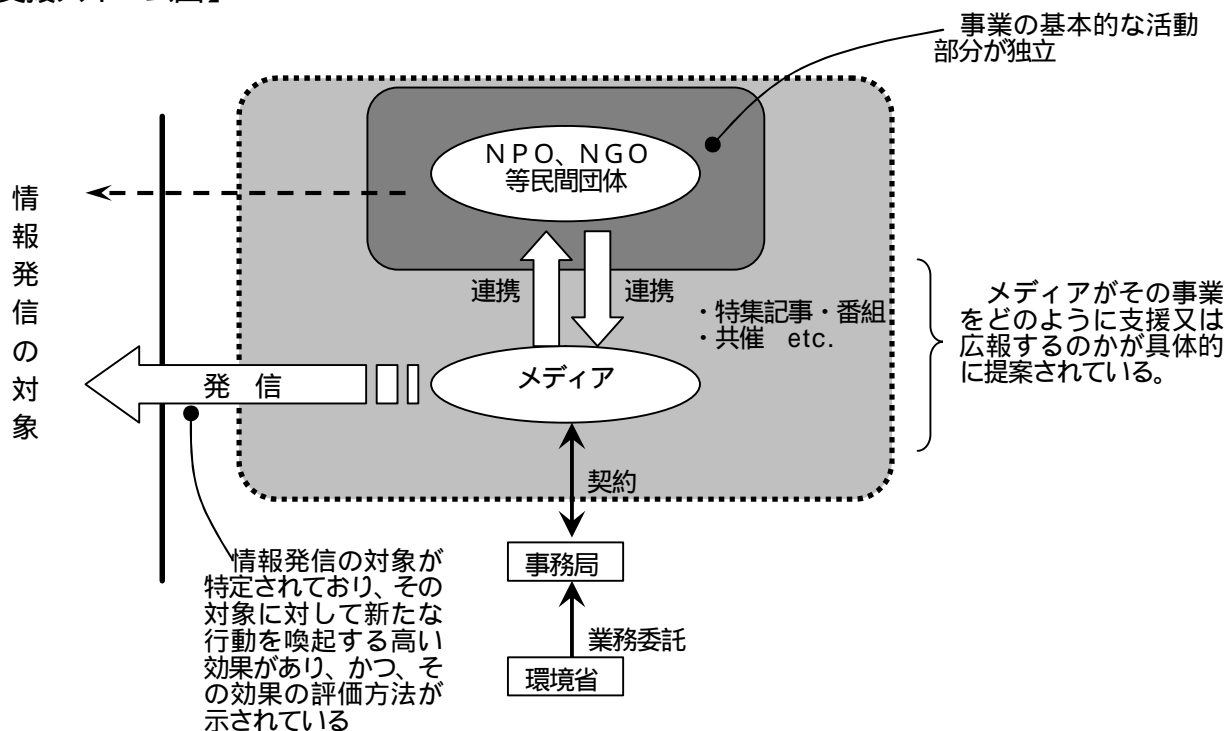 事業の基本的な活動
部分が独立
ＮＰＯ、ＮＧＯ
等民間団体
情報発信の対象
連携
連携
・特集記事・番組
・共催　etc.
メディアがその事業
をどのように支援又は
広報するのかが具体的
に提案されている。
発　信
メディア
契約
情報発信の対象が
特定されており、その
対象に対して新たな
行動を喚起する高い
効果があり、かつ、そ
の効果の評価方法が
示されている
事務局
業務委託
環境省